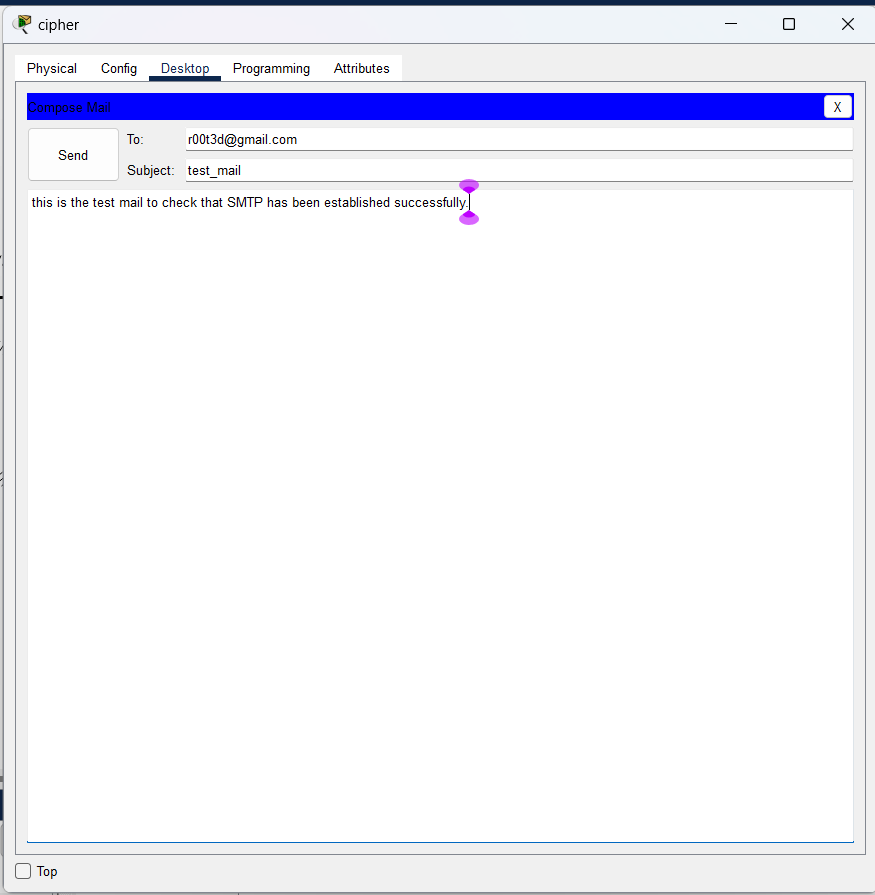 cipher
Physical Config Desktop Programming Attributes
Compose Mail X
Send
To: r00t3d@gmail.com
Subject: test_mail
this is the test mail to check that SMTP has been established successfully.
Top